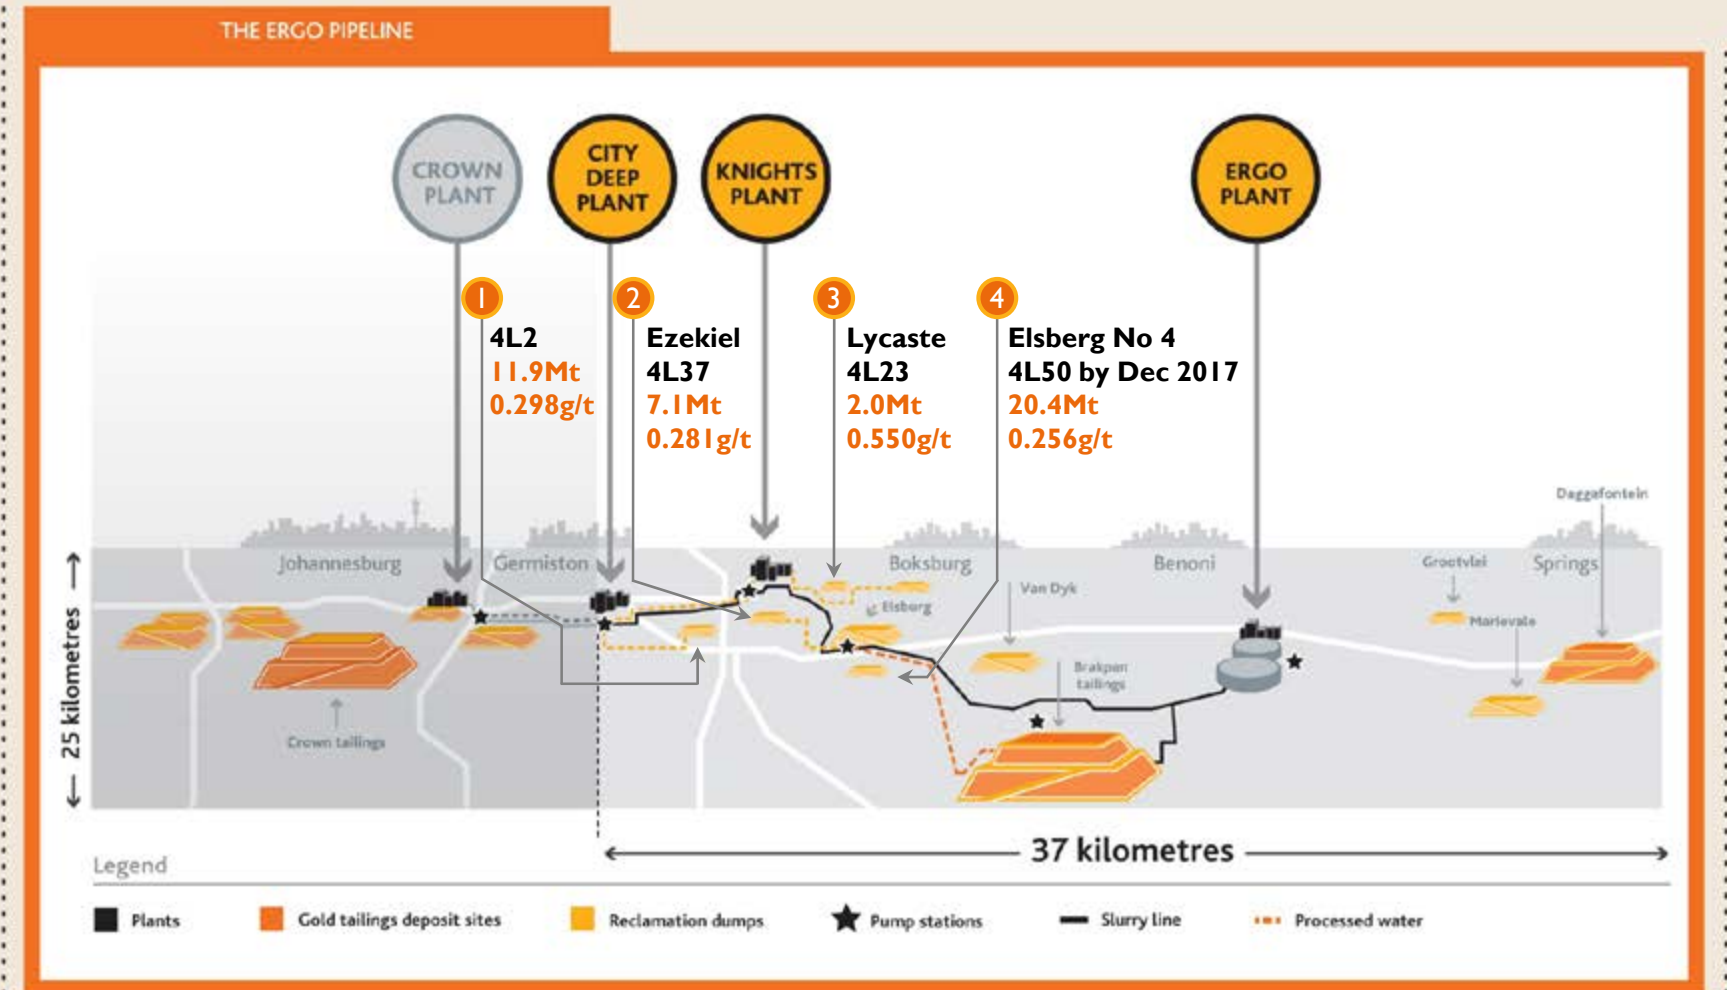 THE ERGO PIPELINE
CROWN
PLANT
CITY
DEEP
PLANT
KNIGHTS
PLANT
ERGO
PLANT
1
4L2
11.9Mt
0.298g/t
2
Ezekiel
4L37
7.1Mt
0.281g/t
3
Lycaste
4L23
2.0Mt
0.550g/t
4
Elsberg No 4
4L50 by Dec 2017
20.4Mt
0.256g/t
Daggafontein
Johannesburg
Germiston
Boksburg
Benoni
Grootvlei
Springs
Van Dyk
Elsburg
Marievale
Brakpan
tailings
Crown tailings
25 kilometres
37 kilometres
Legend
Plants
Gold tailings deposit sites
Reclamation dumps
Pump stations
Slurry line
Processed water